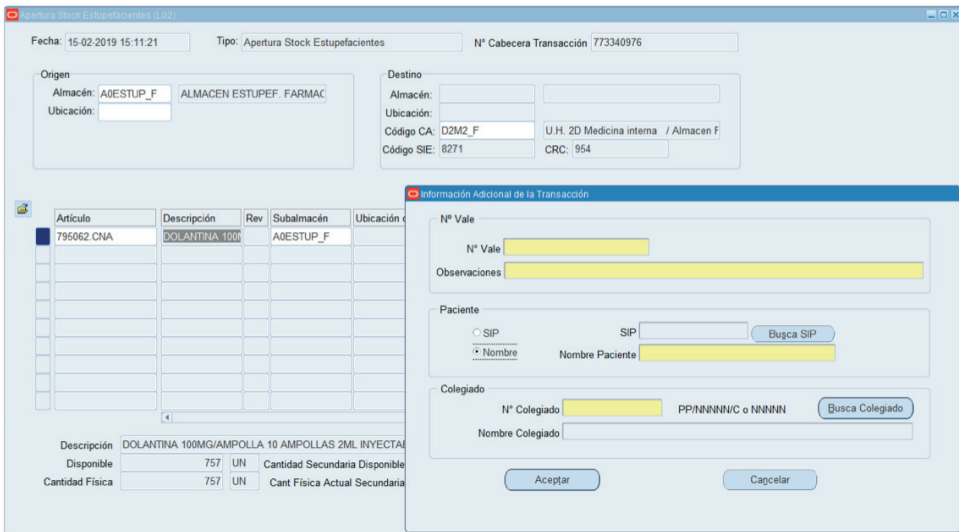 Apertura Stock Estupefacientes (L02)
Fecha: 15-02-2019 15:11:21 Tipo: Apertura Stock Estupefacientes Nº Cabecera Transacción 773340976
Origen
Almacén: A0ESTUP_F ALMACEN ESTUPEF. FARMAC
Ubicación:
Destino
Almacén:
Ubicación:
Código CA: D2M2_F U.H. 2D Medicina interna / Almacen F
Código SIE: 8271 CRC: 954
Artículo Descripción Rev Subalmacén Ubicación
795062.CNA DOLANTINA 100 A0ESTUP_F
Descripción DOLANTINA 100MG/AMPOLLA 10 AMPOLLAS 2ML INYECTA
Disponible 757 UN Cantidad Secundaria Disponible
Cantidad Física 757 UN Cant Física Actual Secundaria
Información Adicional de la Transacción
Nº Vale
Nº Vale
Observaciones
Paciente
SIP SIP Busca SIP
Nombre Nombre Paciente
Colegiado
Nº Colegiado PP/NNNNN/C o NNNNN Busca Colegiado
Nombre Colegiado
Aceptar Cancelar